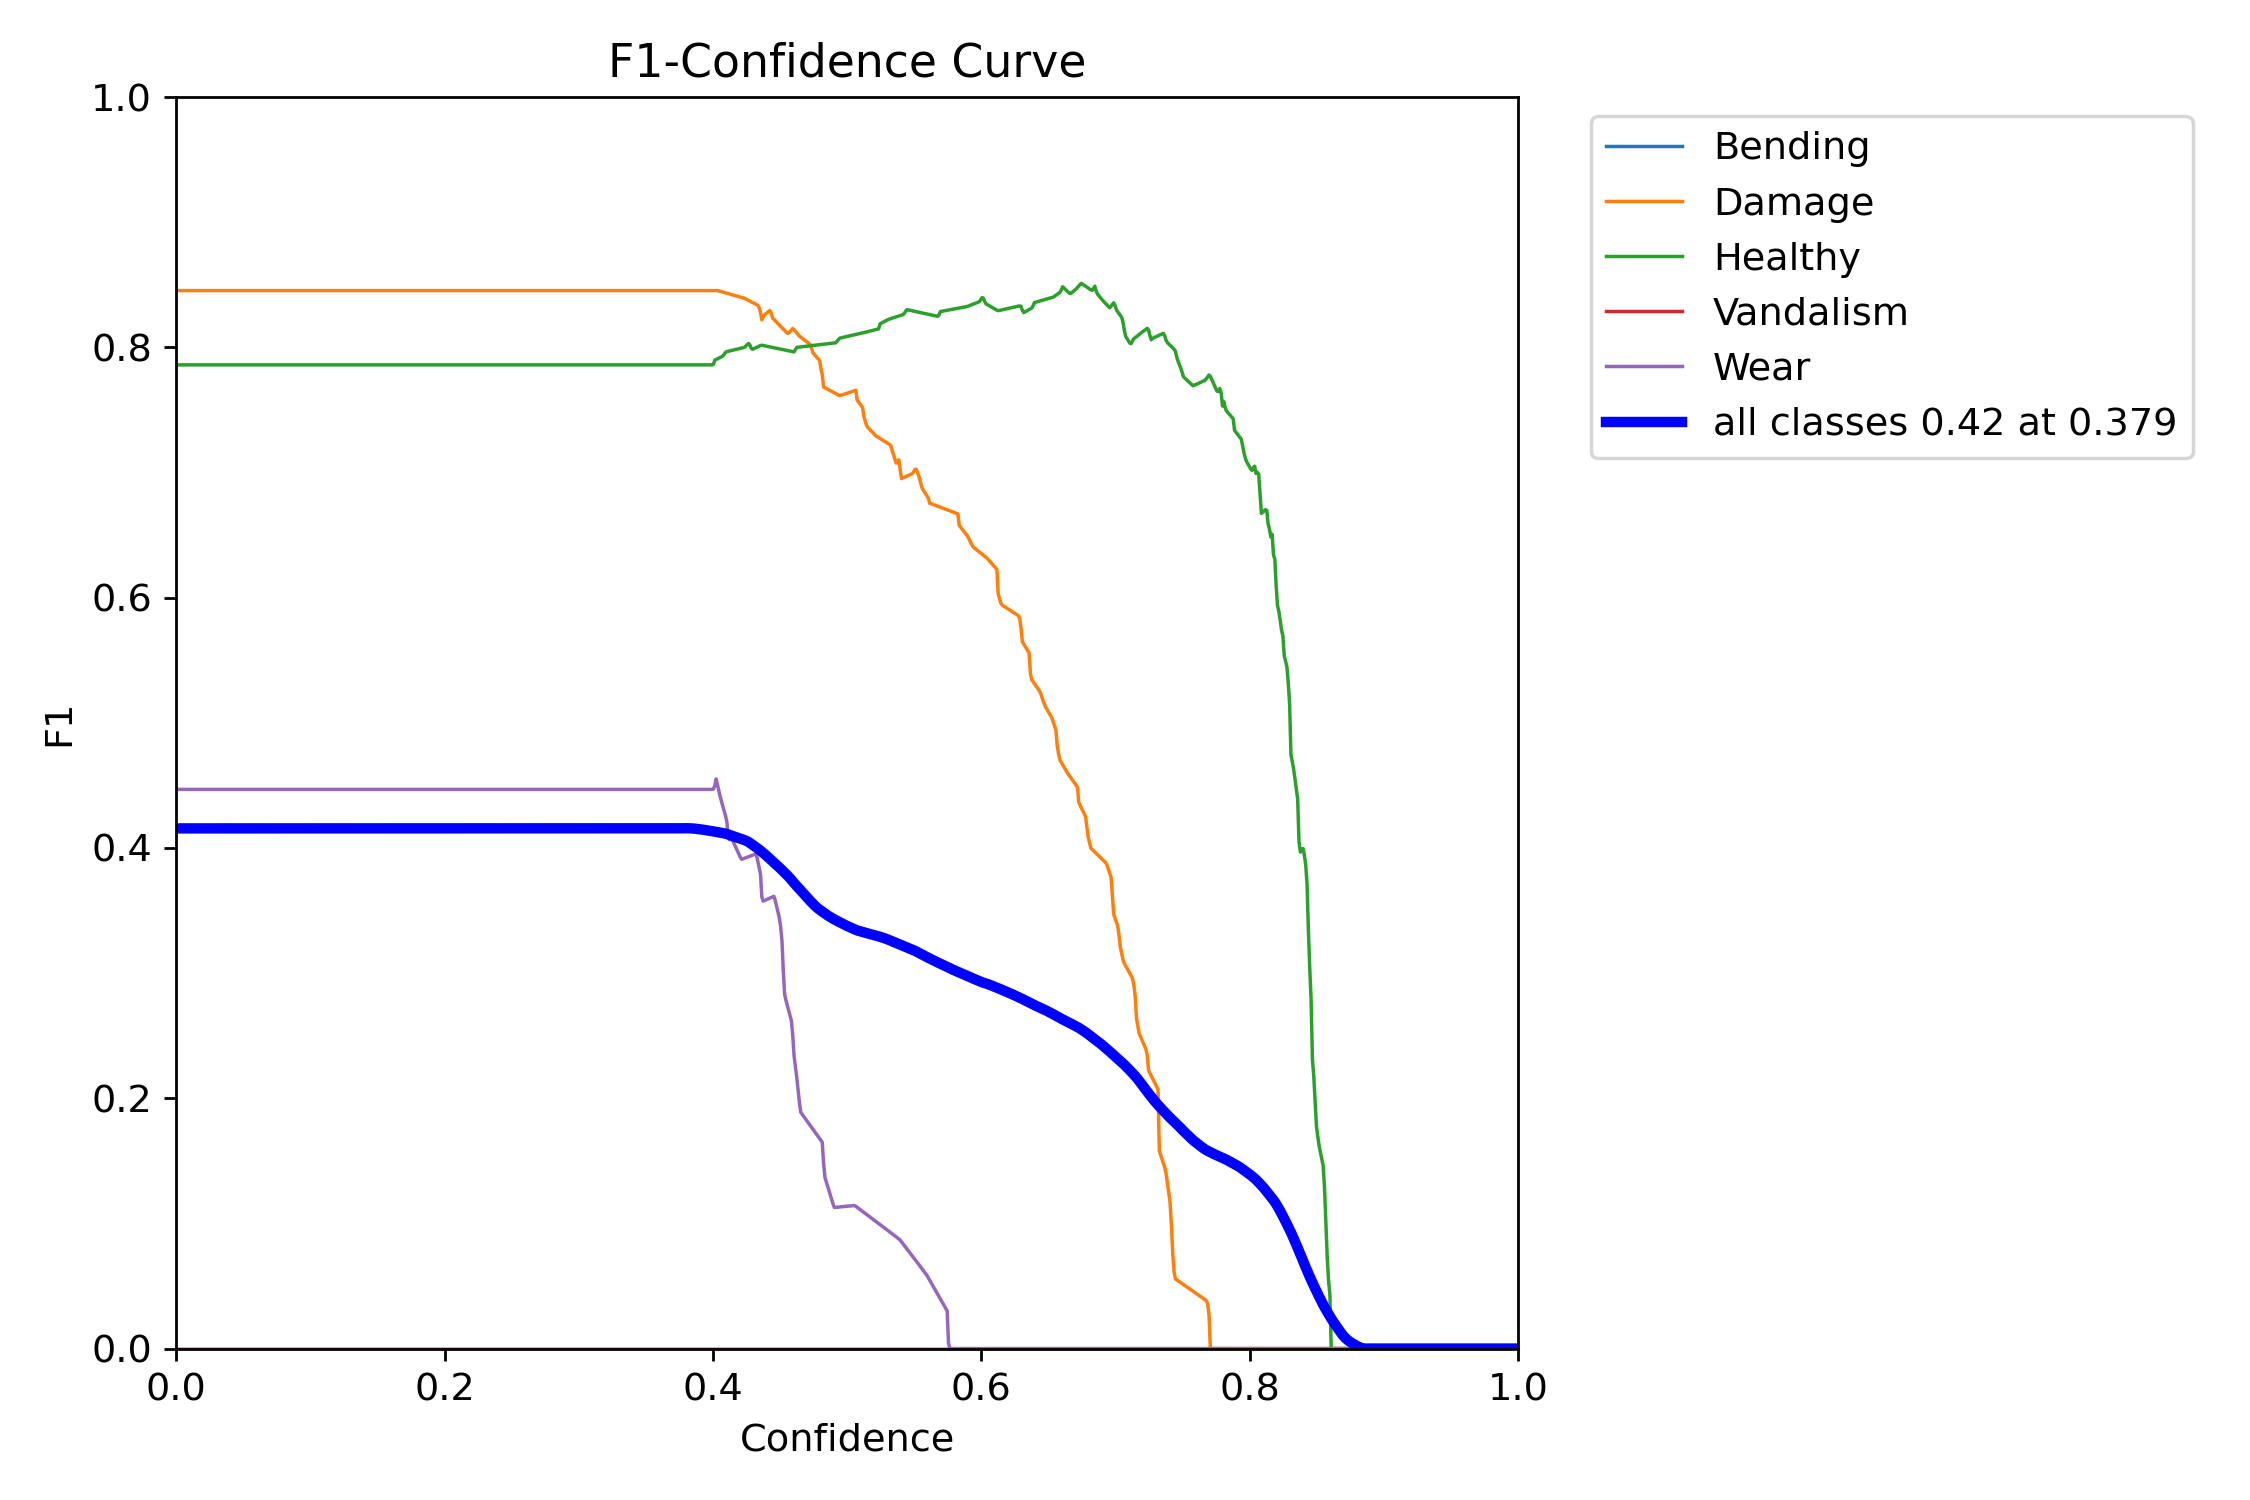 F1-Confidence Curve
1.0
0.8
0.6
0.4
0.2
0.0
F1
0.0 0.2 0.4 0.6 0.8 1.0
Confidence
Bending
Damage
Healthy
Vandalism
Wear
all classes 0.42 at 0.379